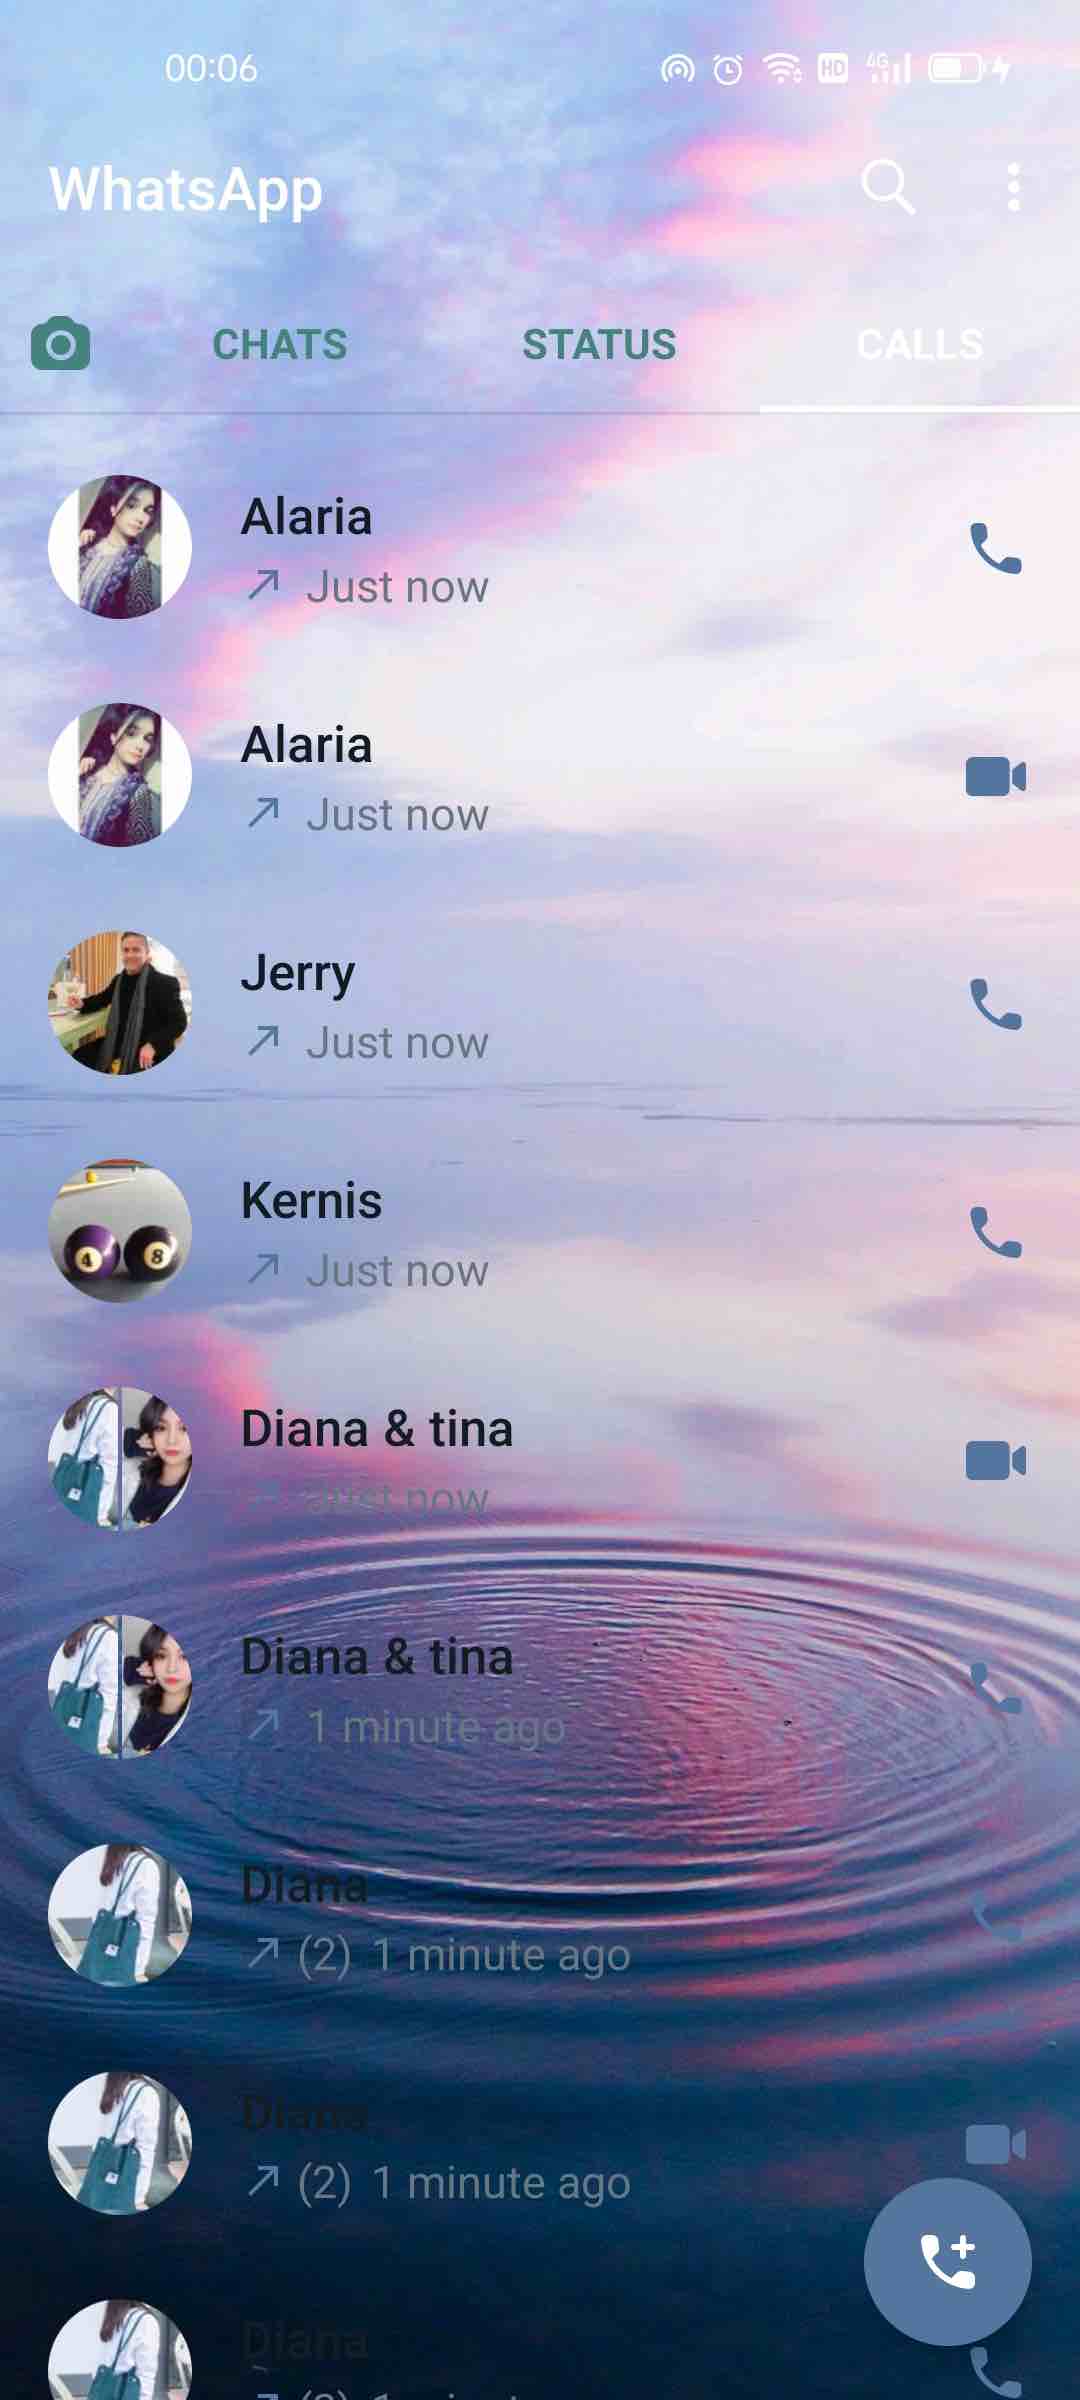 00:06 HD 4G
WhatsApp
CHATS STATUS CALLS
Alaria
Just now
Alaria
Just now
Jerry
Just now
Kernis
Just now
4 8
Diana & tina
Just now
Diana & tina
1 minute ago
Diana
(2) 1 minute ago
Diana
(2) 1 minute ago
Diana